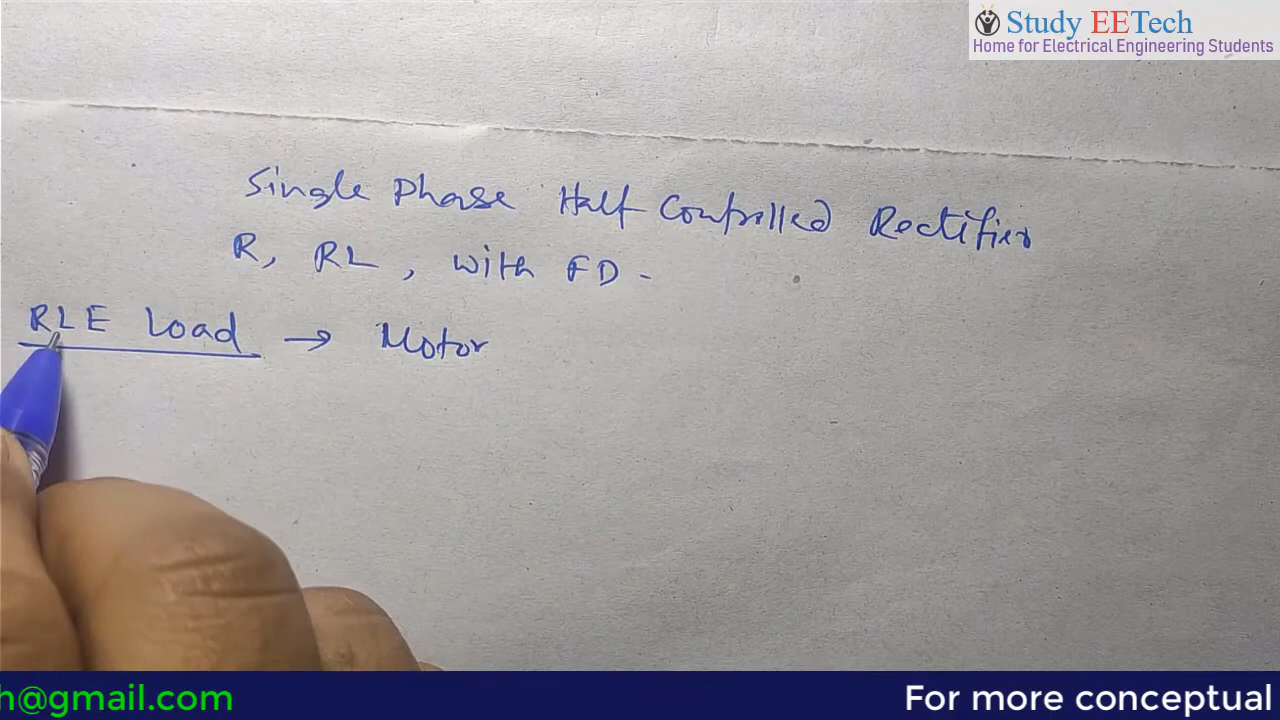 Study EETech
Home for Electrical Engineering Students
Single Phase Half Controlled Rectifier
R, RL, with FD -
RLE Load → Motor
h@gmail.com
For more conceptual